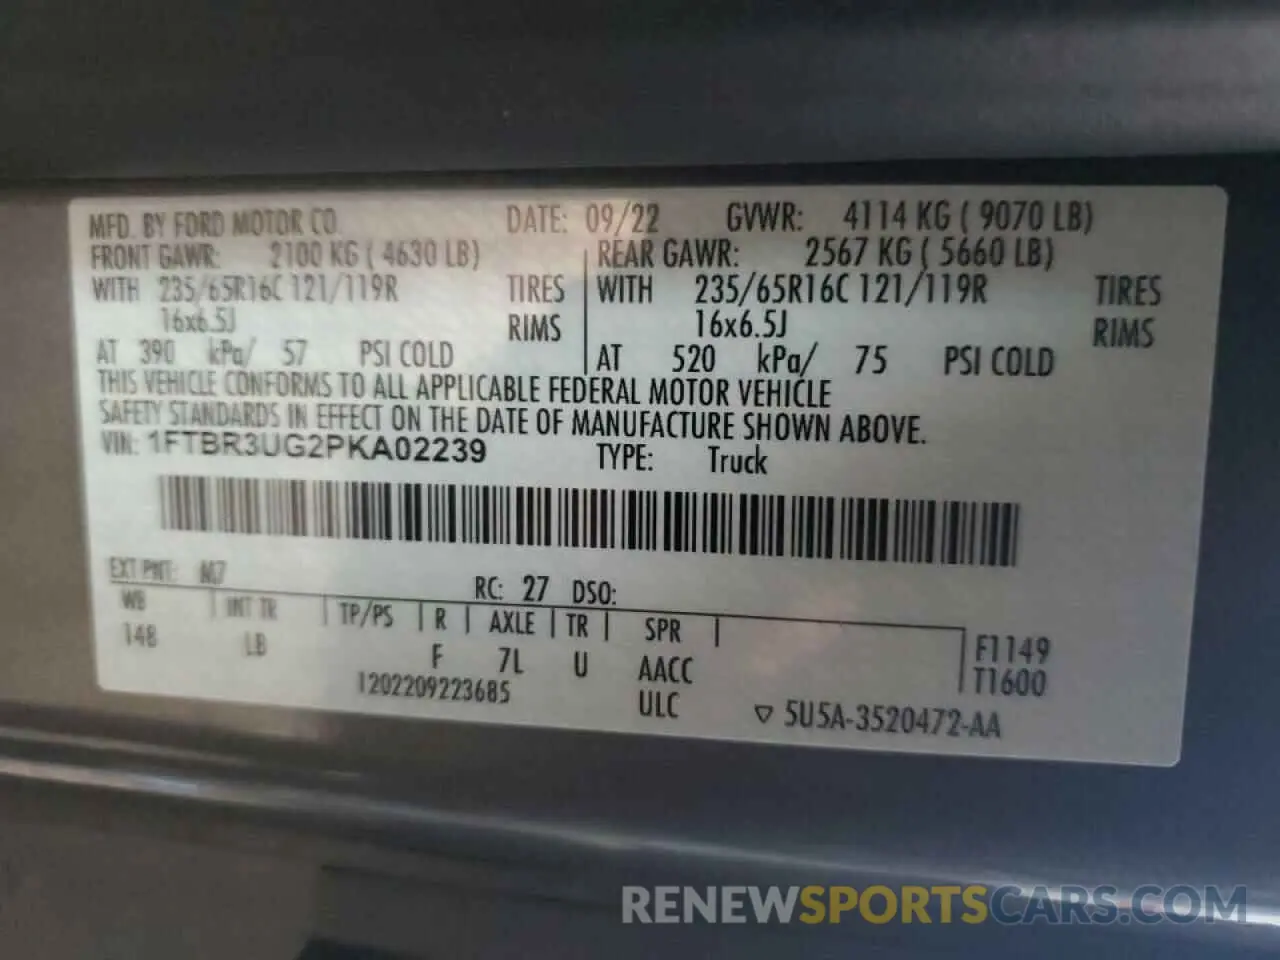 MFD. BY FORD MOTOR CO. DATE: 09/22 GVWR: 4114 KG ( 9070 LB)
FRONT GAWR: 2100 KG ( 4630 LB) REAR GAWR: 2567 KG ( 5660 LB)
WITH 235/65R16C 121/119R TIRES WITH 235/65R16C 121/119R TIRES
16x6.5J RIMS 16x6.5J RIMS
AT 390 kPa/ 57 PSI COLD AT 520 kPa/ 75 PSI COLD
THIS VEHICLE CONFORMS TO ALL APPLICABLE FEDERAL MOTOR VEHICLE
SAFETY STANDARDS IN EFFECT ON THE DATE OF MANUFACTURE SHOWN ABOVE.
VIN: 1FTBR3UG2PKA02239 TYPE: Truck
EXT PNT: M7 RC: 27 DSO:
WB INT TR TP/PS R AXLE TR SPR
148 LB F 7L U AACC F1149
12022092236​85 ULC T1600
▽ 5U5A-3520472-AA
RENEWSPORTSCARS.COM